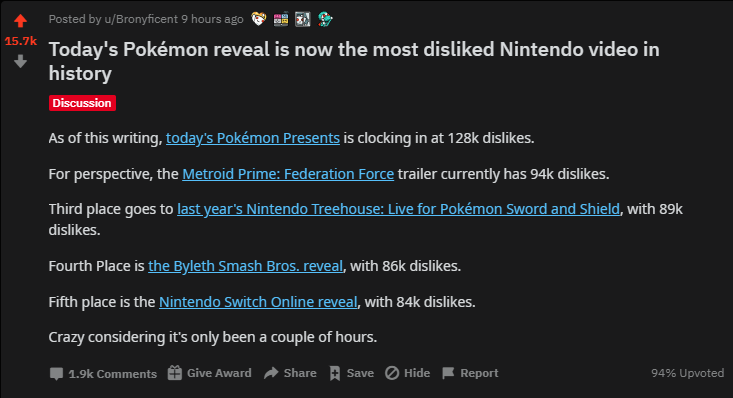 Posted by u/Bronyficent 9 hours ago
15.7k
Today's Pokémon reveal is now the most disliked Nintendo video in
history
Discussion
As of this writing, today's Pokémon Presents is clocking in at 128k dislikes.
For perspective, the Metroid Prime: Federation Force trailer currently has 94k dislikes.
Third place goes to last year's Nintendo Treehouse: Live for Pokémon Sword and Shield, with 89k
dislikes.
Fourth Place is the Byleth Smash Bros. reveal, with 86k dislikes.
Fifth place is the Nintendo Switch Online reveal, with 84k dislikes.
Crazy considering it's only been a couple of hours.
1.9k Comments Give Award Share Save Hide Report 94% Upvoted